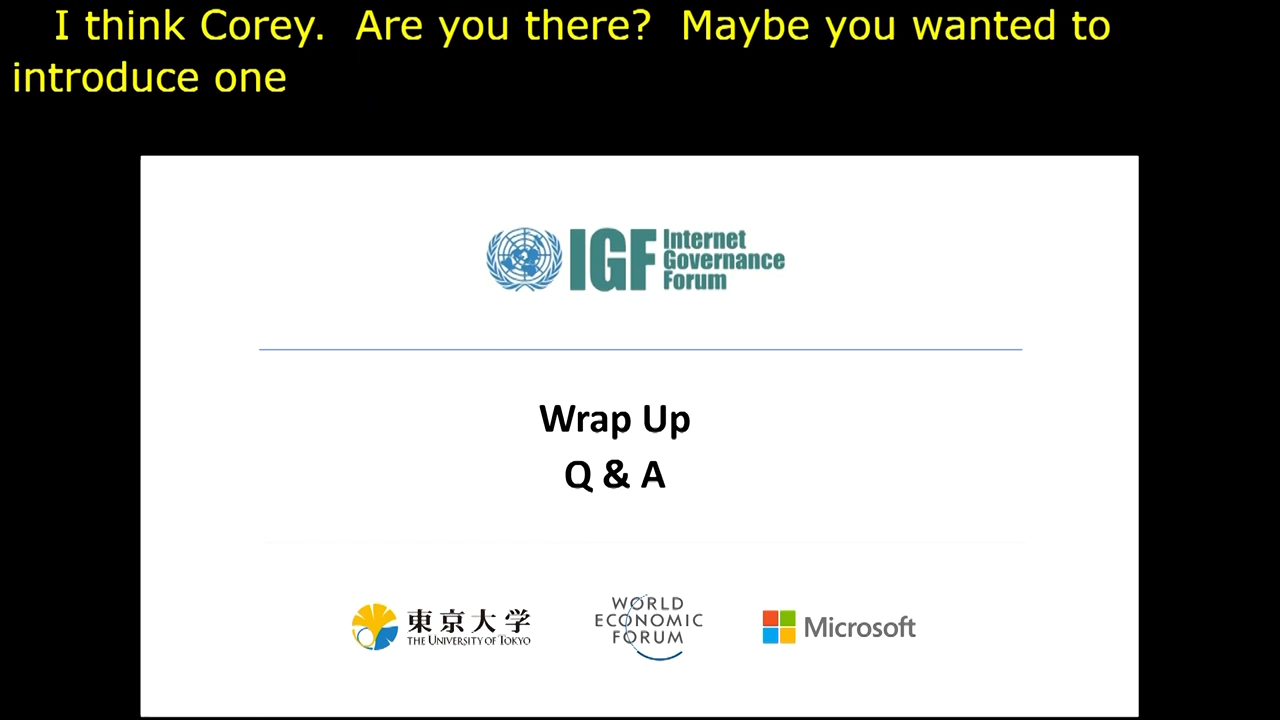 I think Corey.  Are you there?  Maybe you wanted to
introduce one
IGF
Internet
Governance
Forum
Wrap Up
Q & A
東京大学
THE UNIVERSITY OF TOKYO
WORLD
ECONOMIC
FORUM
Microsoft